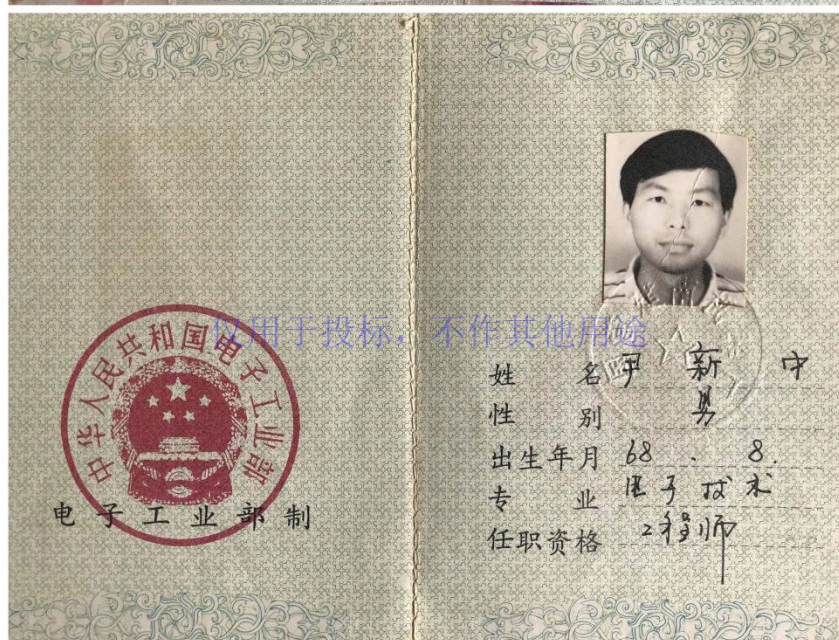 中华人民共和国电子工业部
电子工业部制
仅用于投标，不作其他用途
姓名 尹新中
性别 男
出生年月 68.8.
专业 电子技术
任职资格 工程师